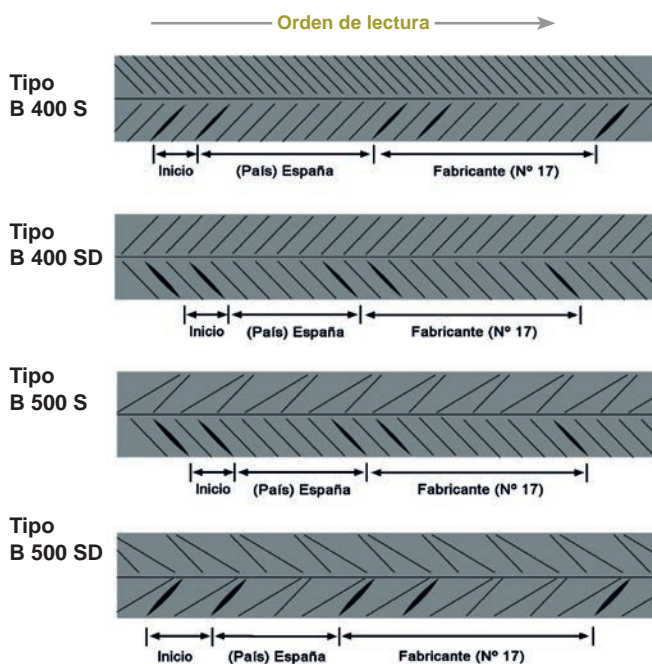 Orden de lectura
Tipo
B 400 S
Inicio (País) España Fabricante (Nº 17)
Tipo
B 400 SD
Inicio (País) España Fabricante (Nº 17)
Tipo
B 500 S
Inicio (País) España Fabricante (Nº 17)
Tipo
B 500 SD
Inicio (País) España Fabricante (Nº 17)